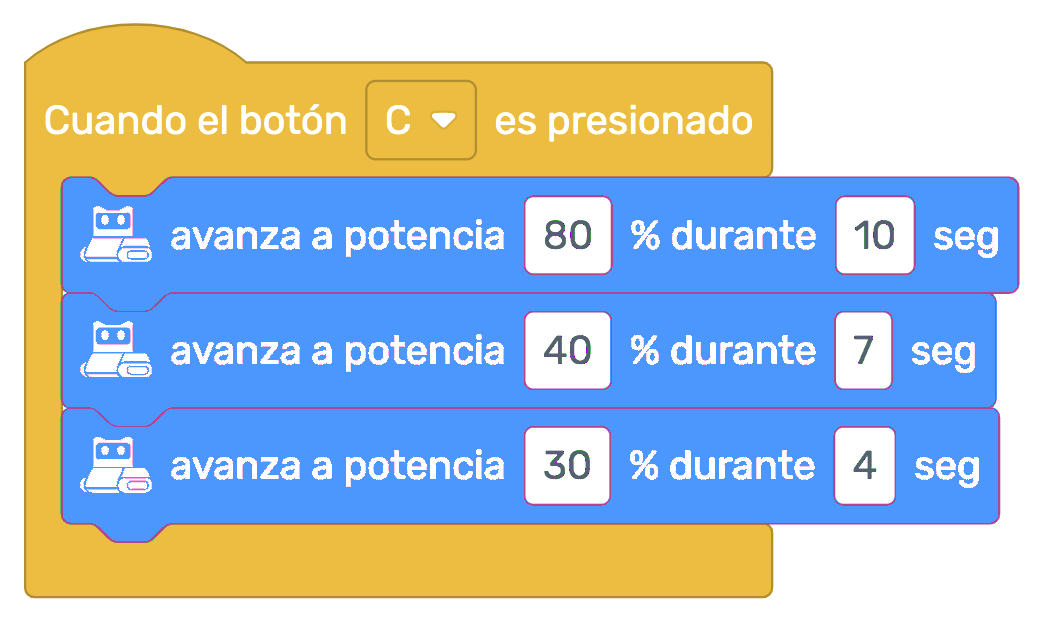 Cuando el botón C es presionado
avanza a potencia 80 % durante 10 seg
avanza a potencia 40 % durante 7 seg
avanza a potencia 30 % durante 4 seg